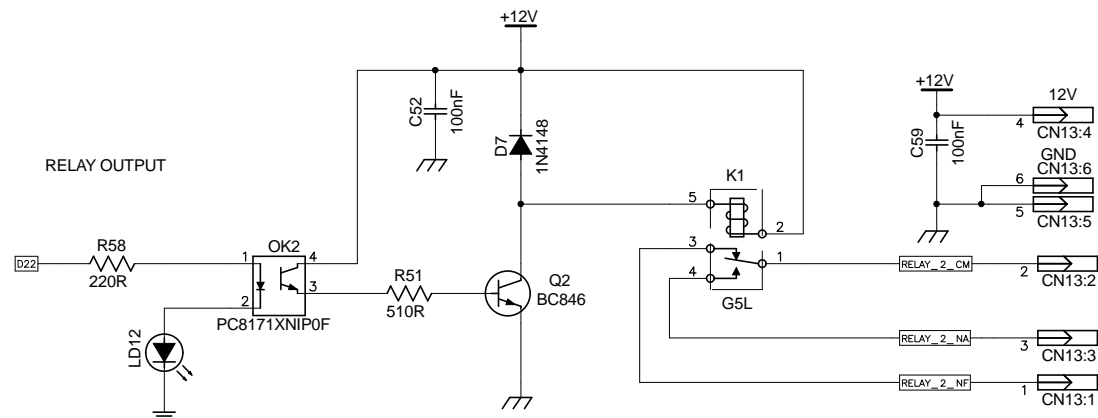 +12V
C52
100nF
D7
1N4148
RELAY OUTPUT
+12V
C59
100nF
12V
4
CN13:4
GND
CN13:6
6
5
CN13:5
K1
5
2
3
4
1
G5L
RELAY_2_CM
2
CN13:2
D22
R58
220R
OK2
1
4
3
2
PC8171XNIP0F
R51
510R
Q2
BC846
LD12
RELAY_2_NA
3
CN13:3
RELAY_2_NF
1
CN13:1